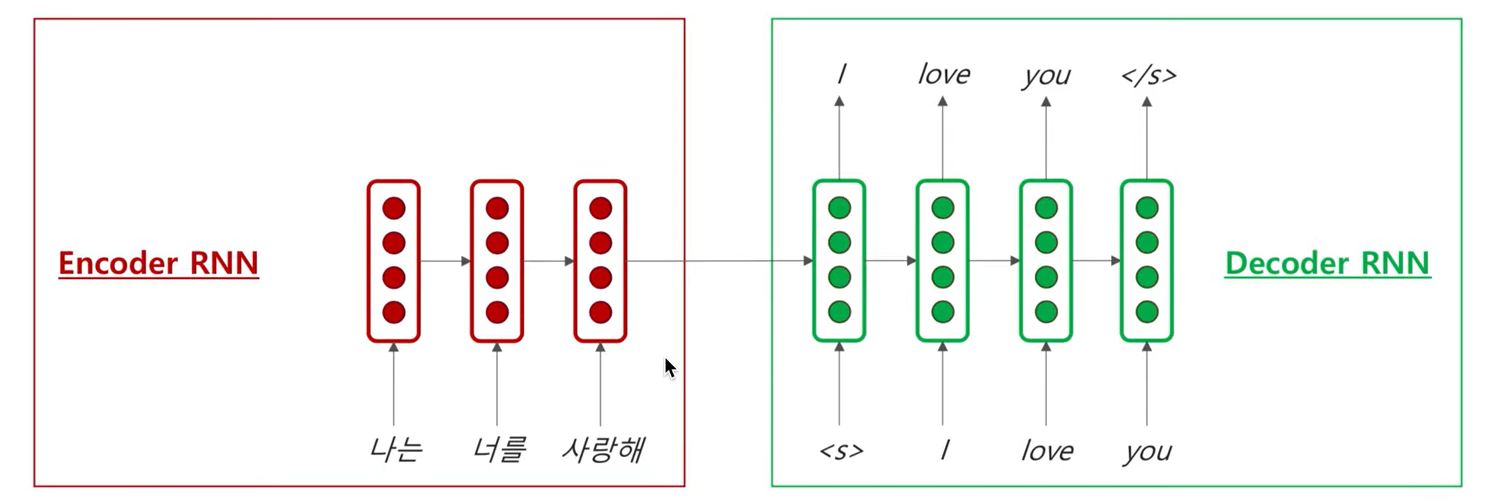 I love you </s>
Encoder RNN
Decoder RNN
나는 너를 사랑해
<s> I love you